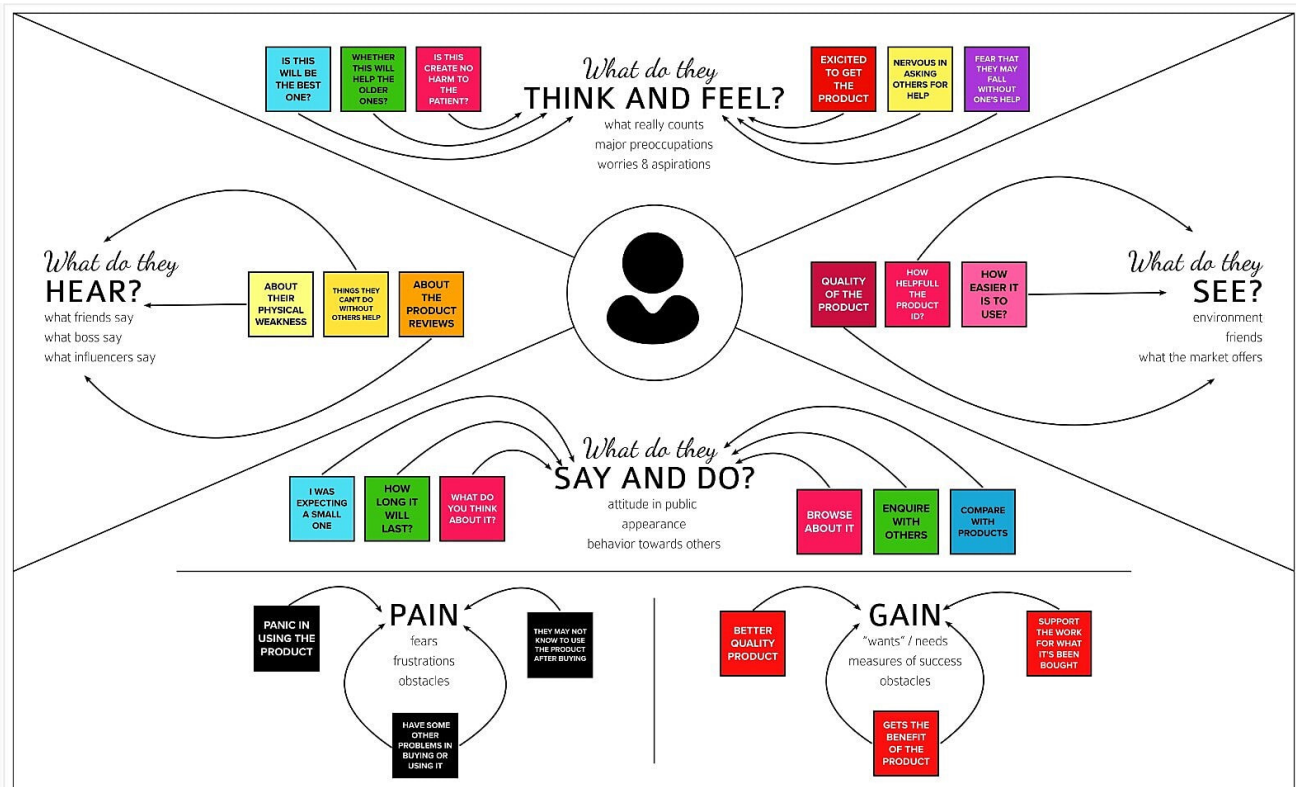 IS THIS
WILL BE
THE BEST
ONE?
WHETHER
THIS WILL
HELP THE
OLDER
ONES?
IS THIS
CREATE NO
HARM TO
THE
PATIENT?
What do they
THINK AND FEEL?
what really counts
major preoccupations
worries & aspirations
EXICITED
TO GET
THE
PRODUCT
NERVOUS IN
ASKING
OTHERS FOR
HELP
FEAR THAT
THEY MAY
FALL
WITHOUT
ONE'S HELP
What do they
HEAR?
what friends say
what boss say
what influencers say
ABOUT
THEIR
PHYSICAL
WEAKNESS
THINGS THEY
CAN'T DO
WITHOUT
OTHERS HELP
ABOUT
THE
PRODUCT
REVIEWS
QUALITY
OF THE
PRODUCT
HOW
HELPFULL
THE
PRODUCT
ID?
HOW
EASIER IT
IS TO
USE?
What do they
SEE?
environment
friends
what the market offers
I WAS
EXPECTING
A SMALL
ONE
HOW
LONG IT
WILL
LAST?
WHAT DO
YOU THINK
ABOUT IT?
What do they
SAY AND DO?
attitude in public
appearance
behavior towards others
BROWSE
ABOUT IT
ENQUIRE
WITH
OTHERS
COMPARE
WITH
PRODUCTS
PANIC IN
USING THE
PRODUCT
PAIN
fears
frustrations
obstacles
THEY MAY NOT
KNOW TO USE
THE PRODUCT
AFTER BUYING
HAVE SOME
OTHER
PROBLEMS IN
BUYING OR
USING IT
BETTER
QUALITY
PRODUCT
GAIN
"wants" / needs
measures of success
obstacles
SUPPORT
THE WORK
FOR WHAT
IT'S BEEN
BOUGHT
GETS THE
BENEFIT
OF THE
PRODUCT